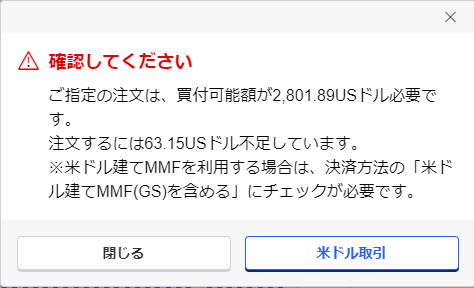 確認してください
ご指定の注文は、買付可能額が2,801.89USドル必要で
す。
注文するには63.15USドル不足しています。
※米ドル建てMMFを利用する場合は、決済方法の「米ド
ル建てMMF(GS)を含める」にチェックが必要です。
閉じる
米ドル取引